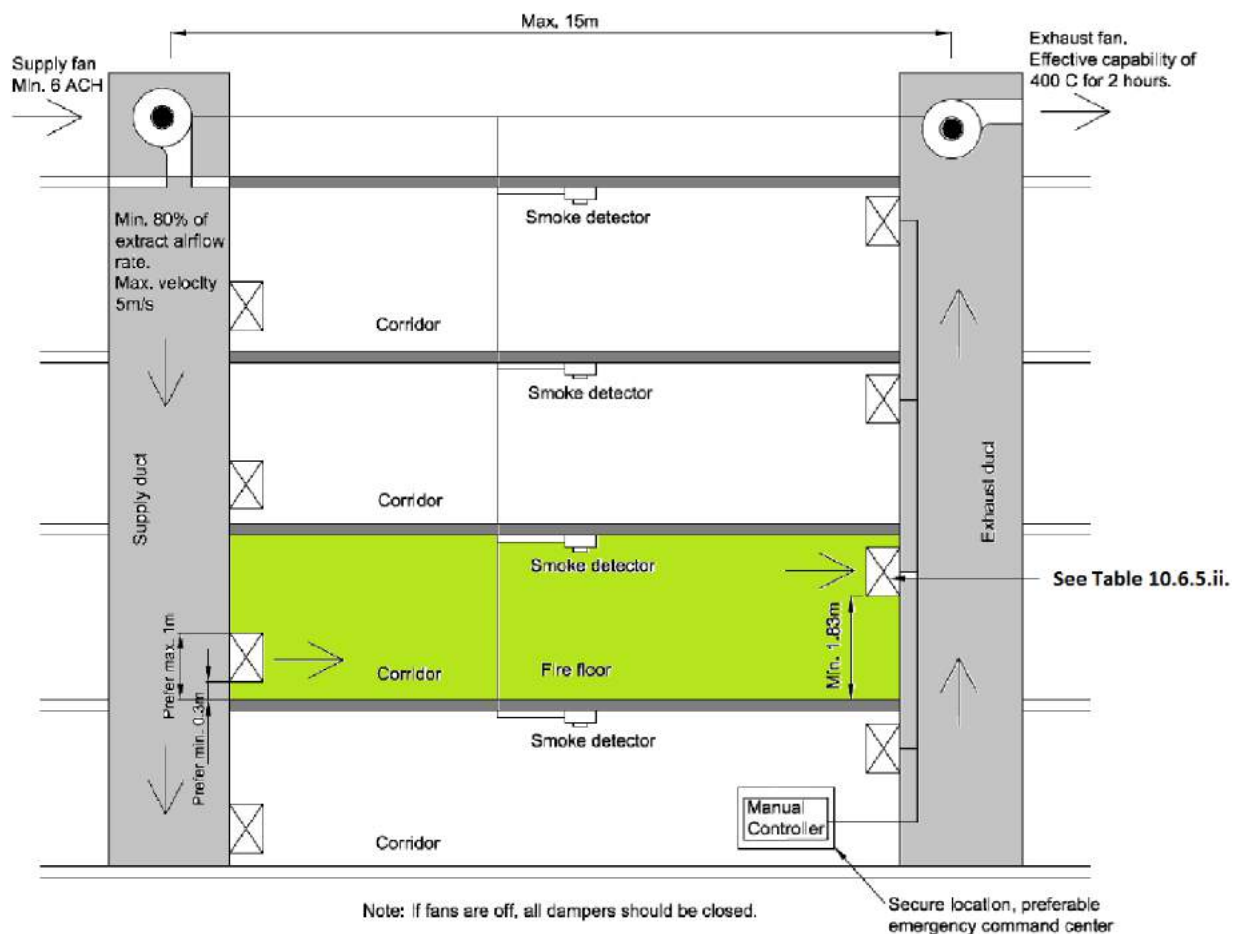 Max. 15m
Supply fan
Min. 6 ACH
Exhaust fan.
Effective capability of
400 C for 2 hours.
Min. 80% of
extract airflow
rate.
Max. velocity
5m/s
Smoke detector
Corridor
Smoke detector
Corridor
Supply duct
Exhaust duct
Smoke detector
See Table 10.6.5.ii.
Prefer max. 1m
Prefer min. 0.3m
Corridor
Fire floor
Min. 1.83m
Smoke detector
Manual
Controller
Corridor
Note: If fans are off, all dampers should be closed.
Secure location, preferable
emergency command center